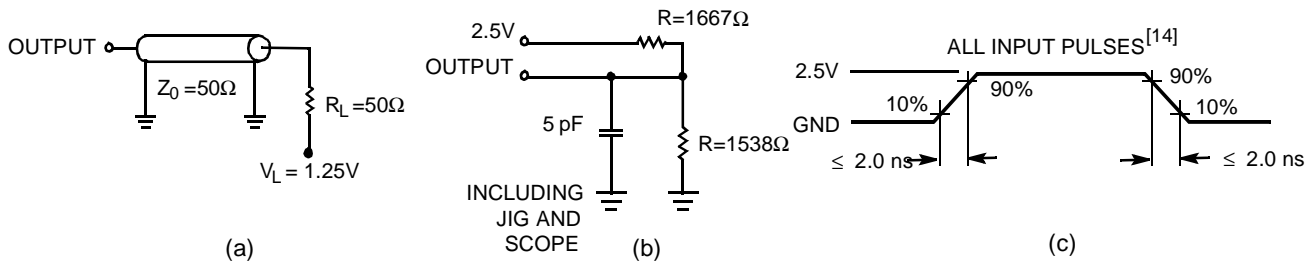 OUTPUT
Z0 = 50Ω
RL = 50Ω
VL = 1.25V
(a)
R=1667Ω
2.5V
OUTPUT
5 pF
R=1538Ω
INCLUDING
JIG AND
SCOPE
(b)
ALL INPUT PULSES[14]
2.5V
90%
90%
10%
10%
GND
≤ 2.0 ns
≤ 2.0 ns
(c)